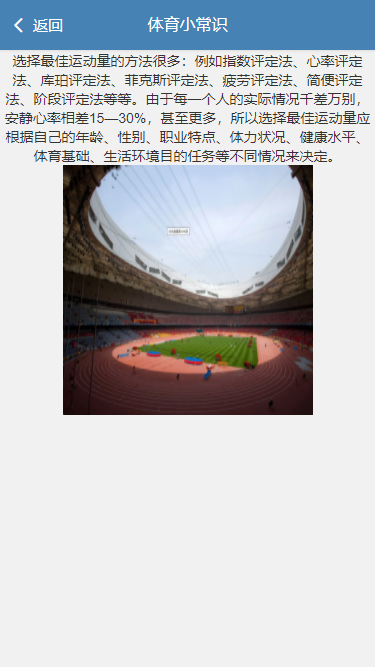 返回
体育小常识
选择最佳运动量的方法很多：例如指数评定法、心率评定
法、库珀评定法、菲克斯评定法、疲劳评定法、简便评定
法、阶段评定法等等。由于每一个人的实际情况千差万别，
安静心率相差15—30%，甚至更多，所以选择最佳运动量应
根据自己的年龄、性别、职业特点、体力状况、健康水平、
体育基础、生活环境目的任务等不同情况来决定。